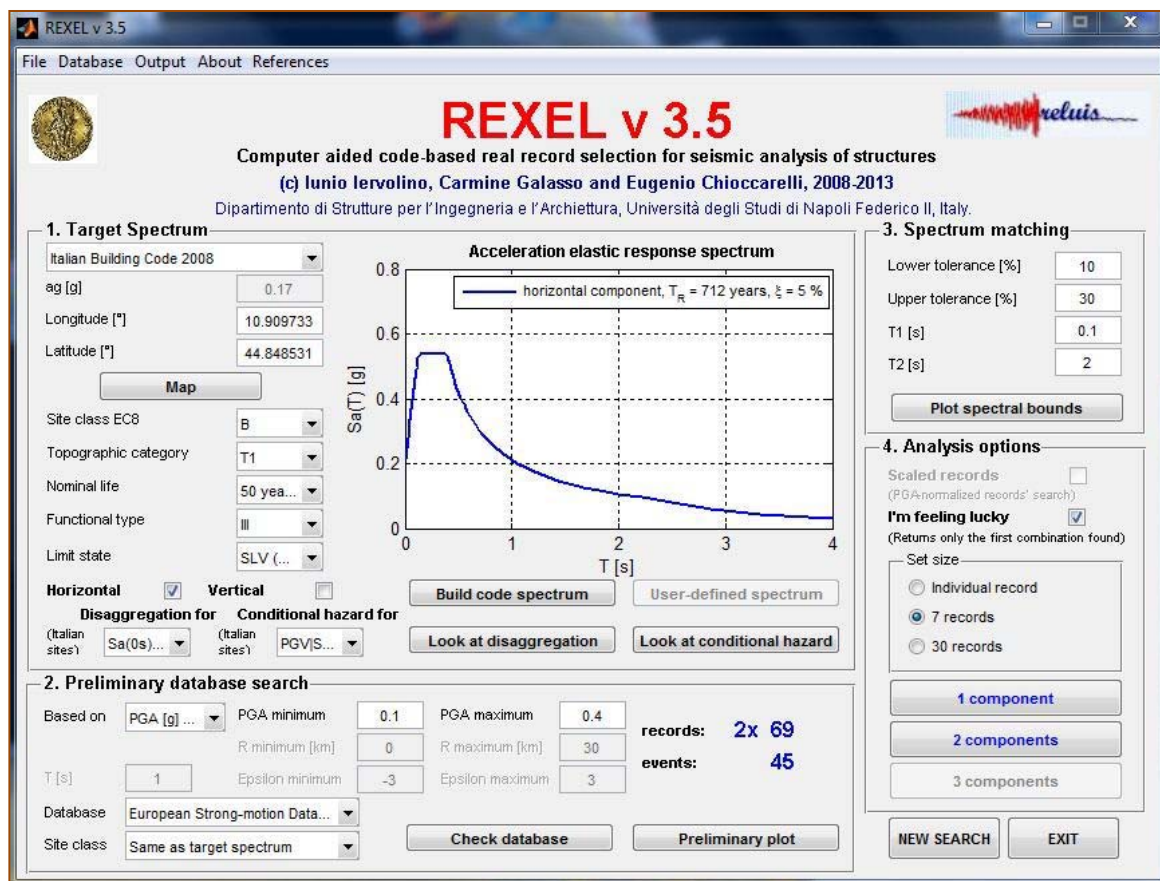 REXEL v 3.5
File Database Output About References
REXEL v 3.5
reluis
Computer aided code-based real record selection for seismic analysis of structures
(c) Iunio Iervolino, Carmine Galasso and Eugenio Chioccarelli, 2008-2013
Dipartimento di Strutture per l'Ingegneria e l'Archiettura, Università degli Studi di Napoli Federico II, Italy.
1. Target Spectrum
Italian Building Code 2008
ag [g] 0.17
Longitude [°] 10.909733
Latitude [°] 44.848531
Map
Site class EC8 B
Topographic category T1
Nominal life 50 yea...
Functional type III
Limit state SLV (...
Horizontal Vertical
Disaggregation for Conditional hazard for
(Italian sites) Sa(0s)... (Italian sites) PGV|S...
Acceleration elastic response spectrum
horizontal component, T_R = 712 years, ξ = 5 %
Sa(T) [g]
0.8
0.6
0.4
0.2
0
0 1 2 3 4
T [s]
Build code spectrum User-defined spectrum
Look at disaggregation Look at conditional hazard
2. Preliminary database search
Based on PGA [g] ... PGA minimum 0.1 PGA maximum 0.4
R minimum [km] 0 R maximum [km] 30
T [s] 1 Epsilon minimum -3 Epsilon maximum 3
records: 2x 69
events: 45
Database European Strong-motion Data...
Site class Same as target spectrum
Check database Preliminary plot
3. Spectrum matching
Lower tolerance [%] 10
Upper tolerance [%] 30
T1 [s] 0.1
T2 [s] 2
Plot spectral bounds
4. Analysis options
Scaled records
(PGA-normalized records' search)
I'm feeling lucky
(Returns only the first combination found)
Set size
Individual record
7 records
30 records
1 component
2 components
3 components
NEW SEARCH EXIT